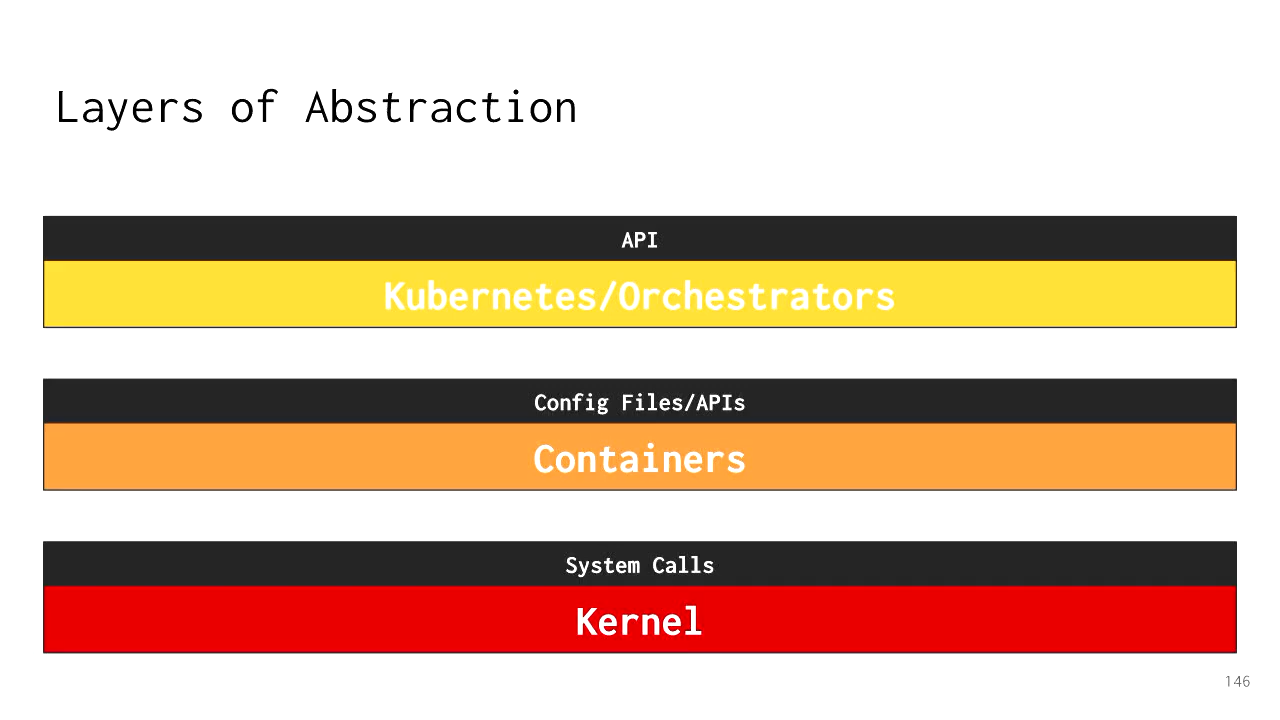 Layers of Abstraction
API
Kubernetes/Orchestrators
Config Files/APIs
Containers
System Calls
Kernel
146